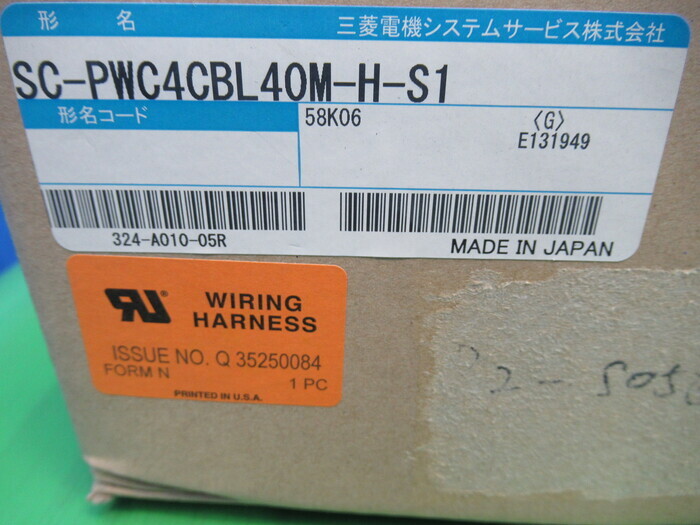 形 名 三菱電機システムサービス株式会社
SC-PWC4CBL40M-H-S1
形名コード 58K06 〈G〉
E131949
324-A010-05R MADE IN JAPAN
RU ® WIRING
HARNESS
ISSUE NO. Q 35250084
FORM N 1 PC
PRINTED IN U.S.A.